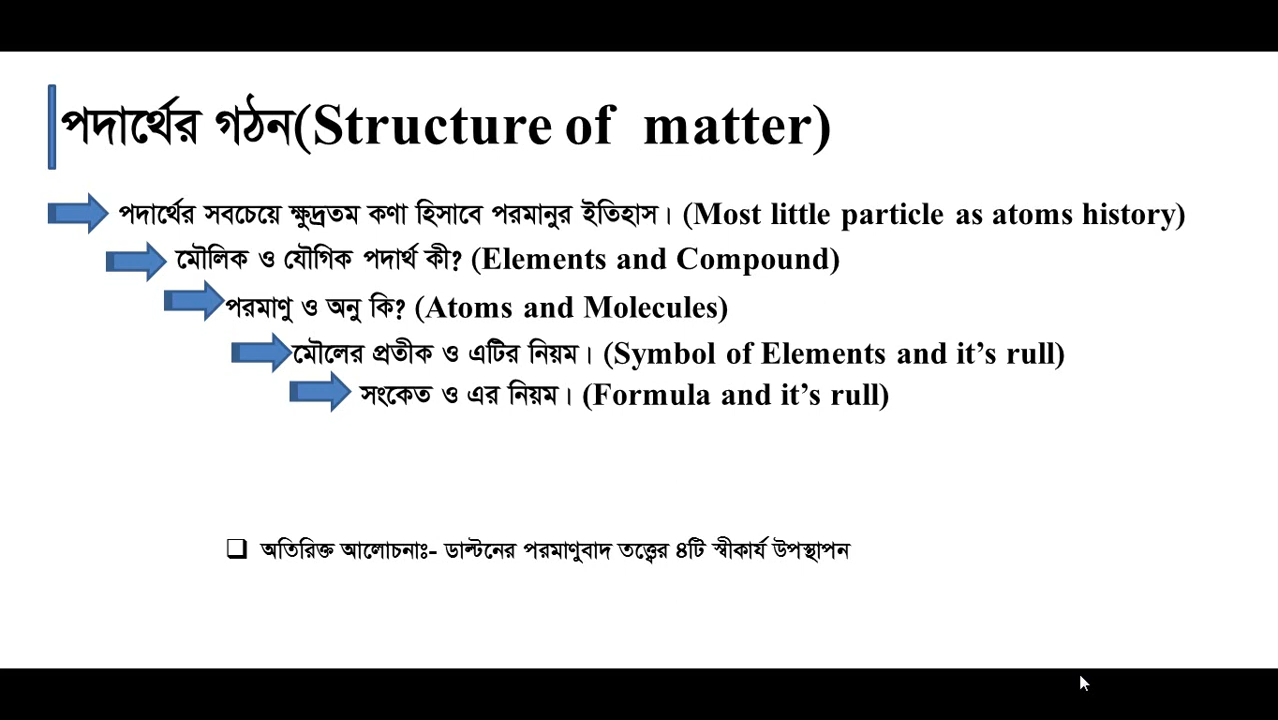 পদার্থের গঠন(Structure of matter)
পদার্থের সবচেয়ে ক্ষুদ্রতম কণা হিসাবে পরমানুর ইতিহাস। (Most little particle as atoms history)
মৌলিক ও যৌগিক পদার্থ কী? (Elements and Compound)
পরমাণু ও অনু কি? (Atoms and Molecules)
মৌলের প্রতীক ও এটির নিয়ম। (Symbol of Elements and it’s rull)
সংকেত ও এর নিয়ম। (Formula and it’s rull)
অতিরিক্ত আলোচনাঃ- ডাল্টনের পরমাণুবাদ তত্ত্বের ৪টি স্বীকার্য উপস্থাপন